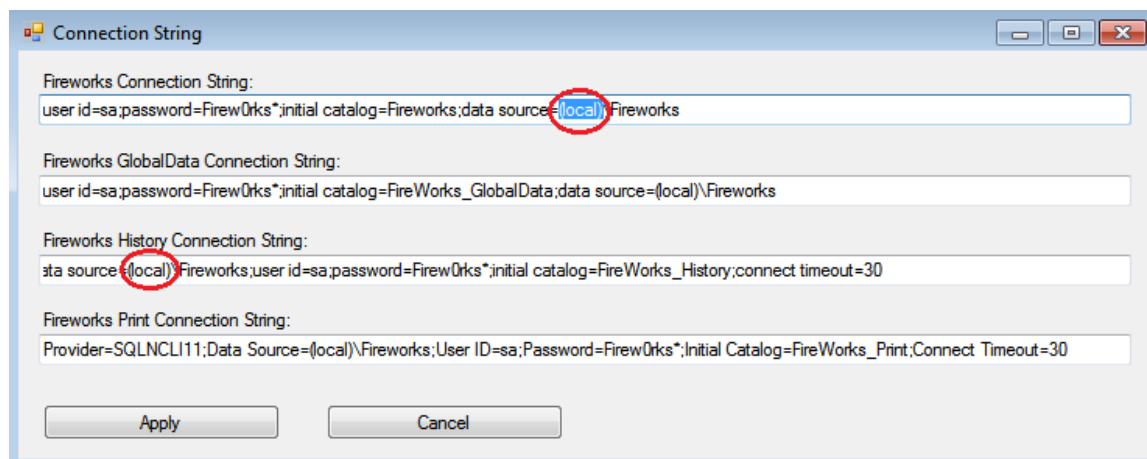 Connection String
Fireworks Connection String:
user id=sa;password=Firew0rks*;initial catalog=Fireworks;data source=(local)\Fireworks
Fireworks GlobalData Connection String:
user id=sa;password=Firew0rks*;initial catalog=FireWorks_GlobalData;data source=(local)\Fireworks
Fireworks History Connection String:
ata source=(local)\Fireworks;user id=sa;password=Firew0rks*;initial catalog=FireWorks_History;connect timeout=30
Fireworks Print Connection String:
Provider=SQLNCLI11;Data Source=(local)\Fireworks;User ID=sa;Password=Firew0rks*;Initial Catalog=FireWorks_Print;Connect Timeout=30
Apply Cancel